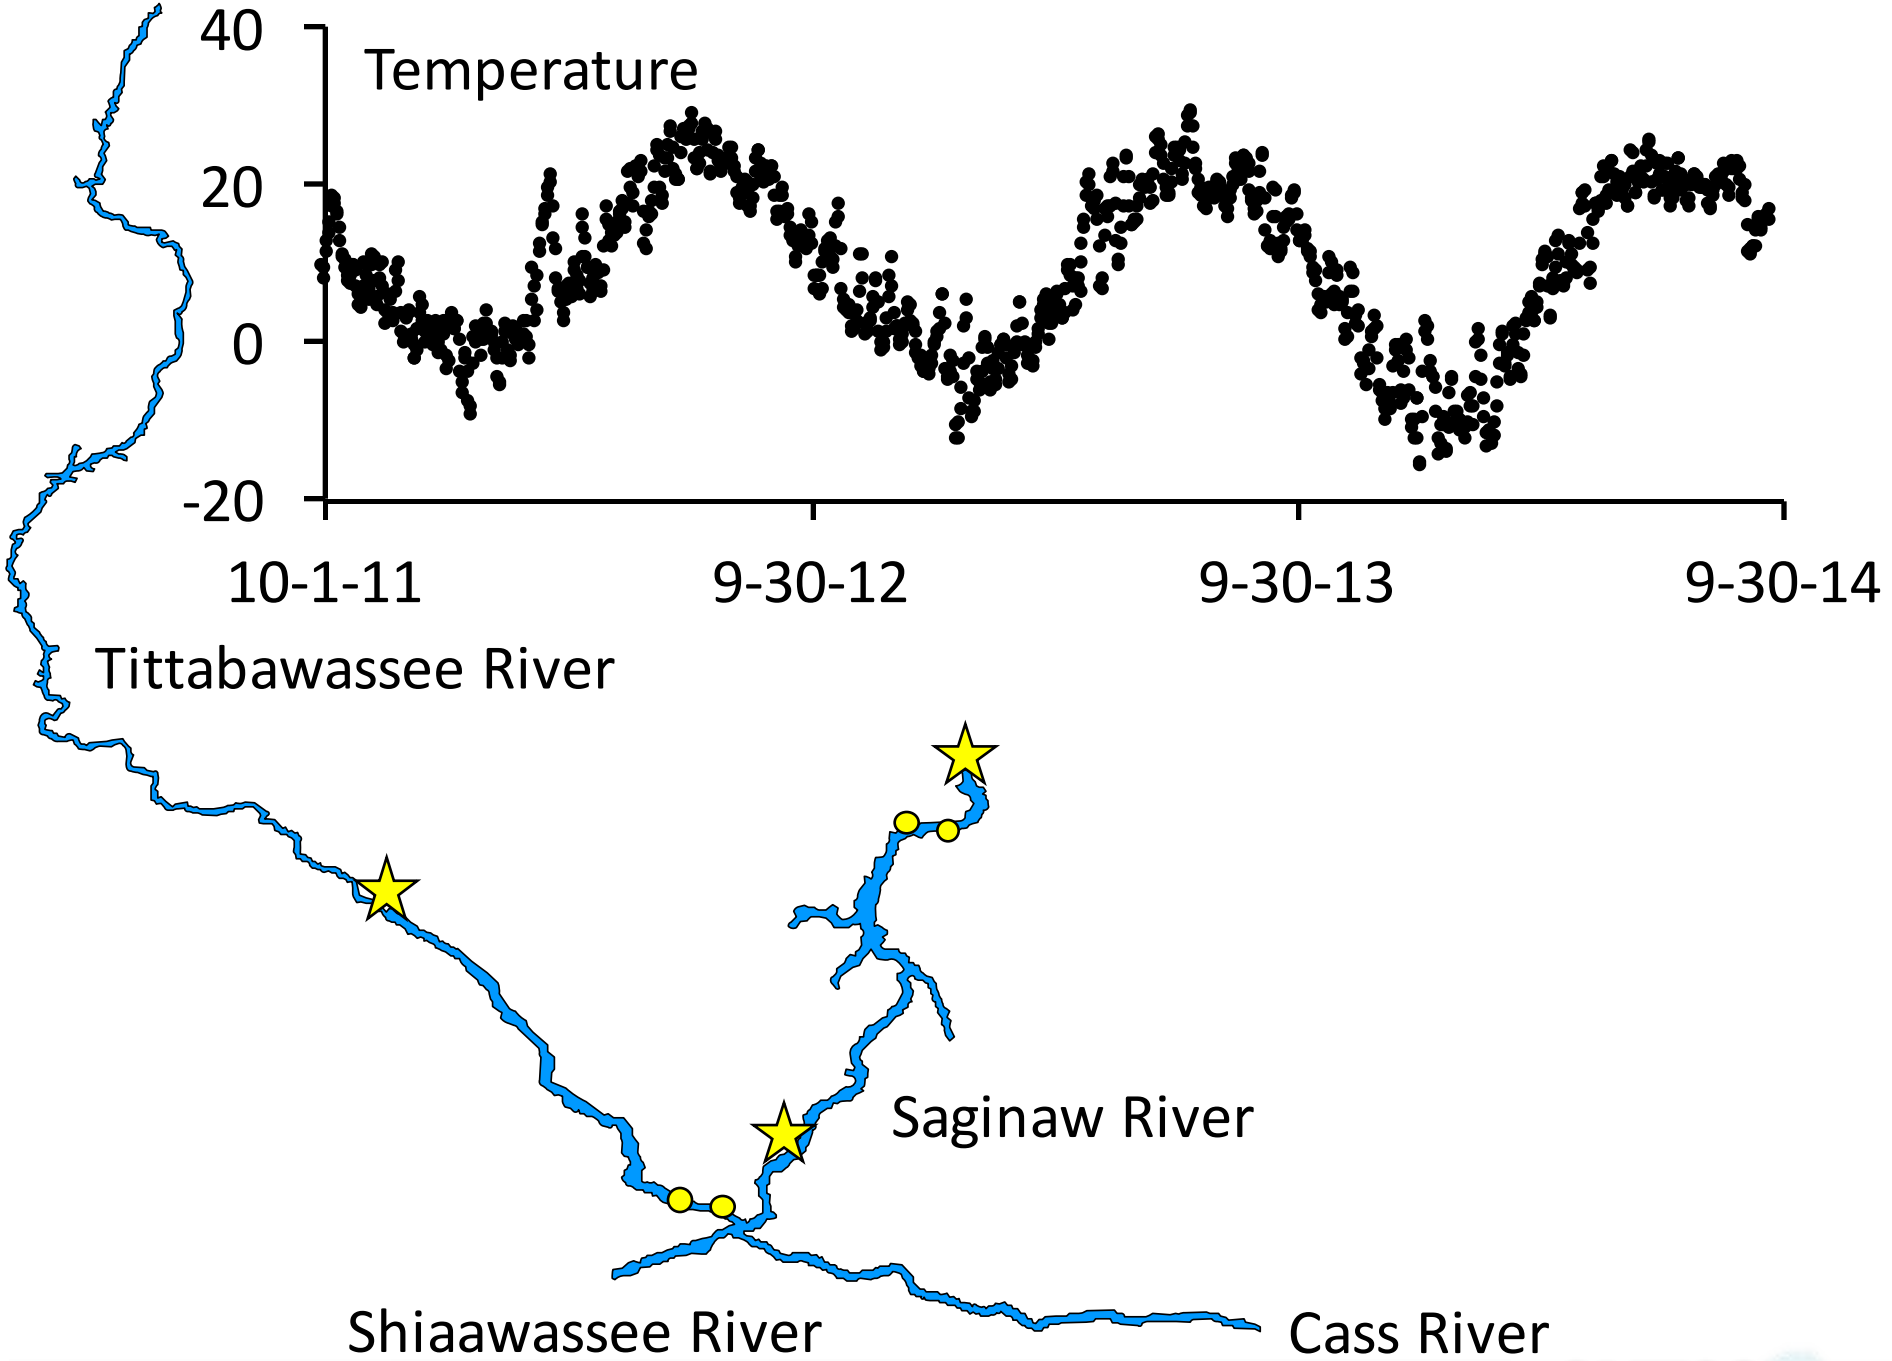 40
Temperature
20
0
-20
10-1-11
9-30-12
9-30-13
9-30-14
Tittabawassee River
Saginaw River
Shiaawassee River
Cass River